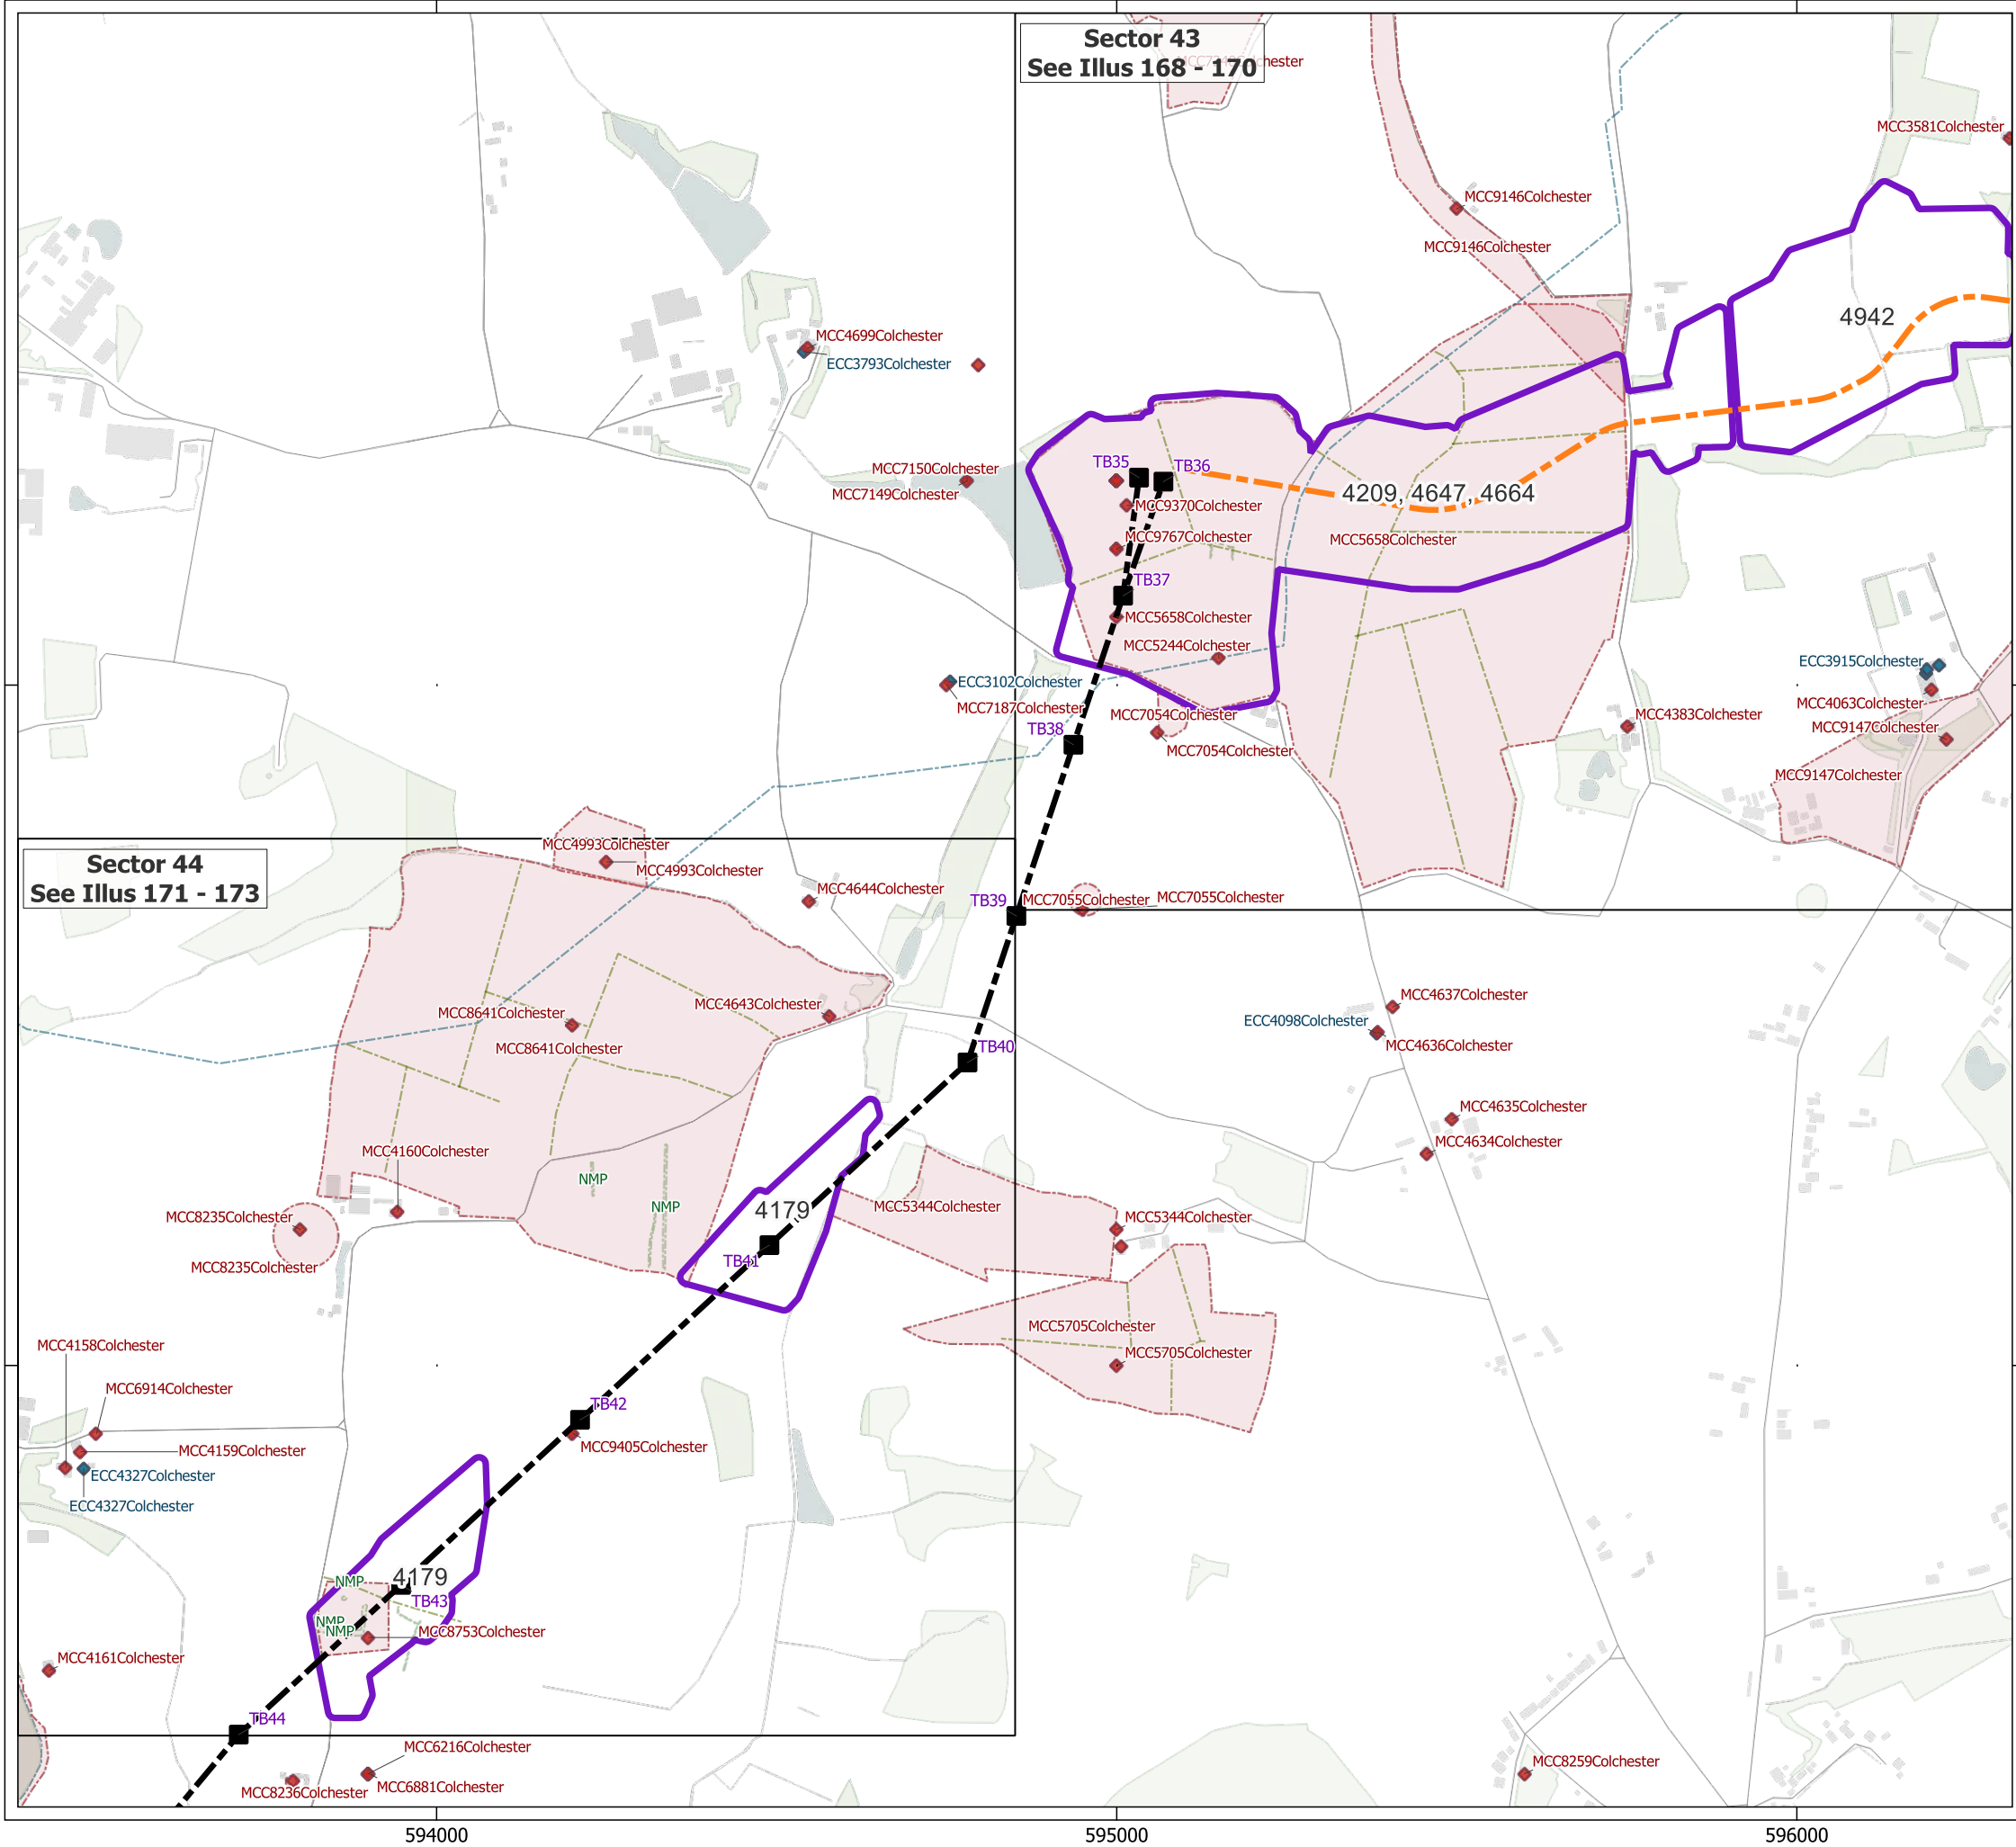 Sector 43
See Illus 168 - 170
MCC3581Colchester
MCC9146Colchester
MCC9146Colchester
4942
MCC4699Colchester
ECC3793Colchester
MCC7150Colchester
MCC7149Colchester
TB35
TB36
4209, 4647, 4664
MCC9370Colchester
MCC9767Colchester
MCC5658Colchester
TB37
MCC5658Colchester
MCC5244Colchester
ECC3102Colchester
MCC7187Colchester
ECC3915Colchester
MCC4063Colchester
MCC7054Colchester
MCC4383Colchester
MCC9147Colchester
TB38
MCC7054Colchester
MCC9147Colchester
Sector 44
See Illus 171 - 173
MCC4993Colchester
MCC4993Colchester
MCC4644Colchester
TB39
MCC7055Colchester
MCC7055Colchester
MCC8641Colchester
MCC4643Colchester
MCC4637Colchester
ECC4098Colchester
MCC4636Colchester
MCC8641Colchester
TB40
MCC4635Colchester
MCC4634Colchester
MCC4160Colchester
NMP
NMP
4179
MCC5344Colchester
MCC5344Colchester
MCC8235Colchester
MCC8235Colchester
TB41
MCC5705Colchester
MCC5705Colchester
MCC4158Colchester
MCC6914Colchester
TB42
MCC9405Colchester
MCC4159Colchester
ECC4327Colchester
ECC4327Colchester
4179
NMP
TB43
NMP
NMP
MCC8753Colchester
MCC4161Colchester
TB44
MCC6216Colchester
MCC8236Colchester
MCC6881Colchester
MCC8259Colchester
594000
595000
596000